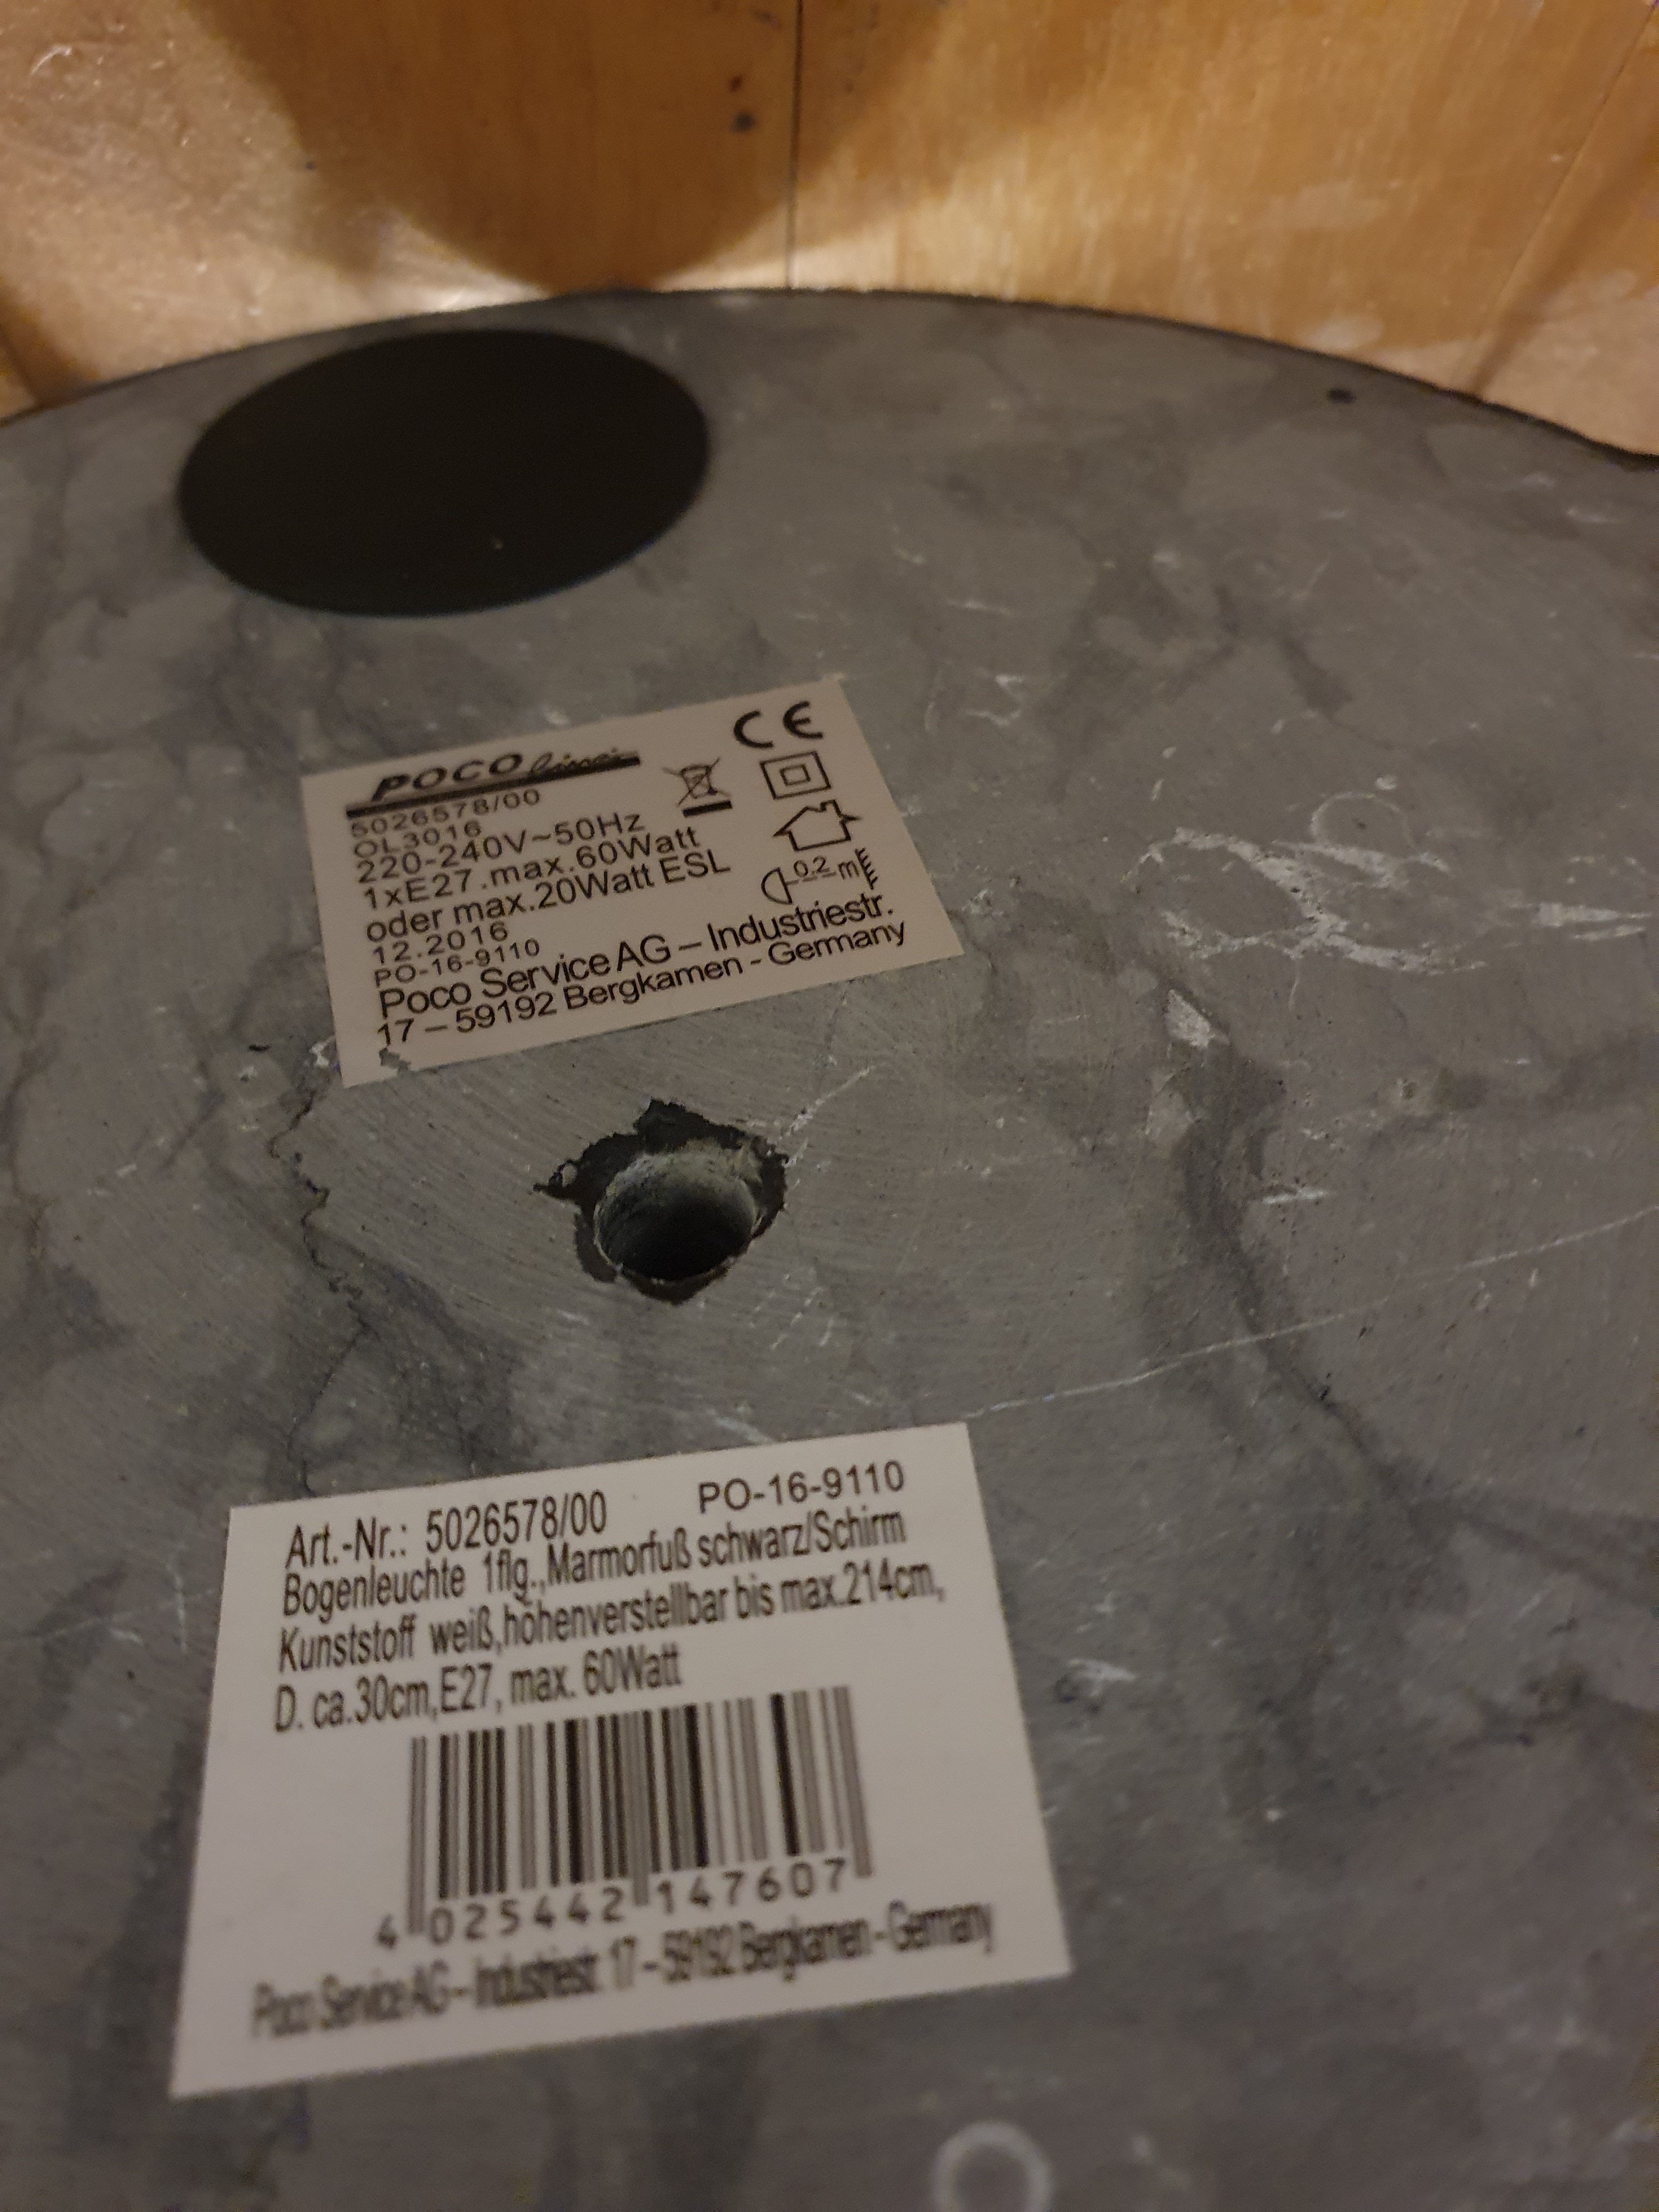 POCO line
CE
5026578/00
OL3016
220-240V~50Hz
1xE27.max.60Watt
oder max.20Watt ESL
0.2 m
12.2016
PO-16-9110
Poco Service AG – Industriestr.
17 – 59192 Bergkamen - Germany
Art.-Nr.: 5026578/00 PO-16-9110
Bogenleuchte 1flg.,Marmorfuß schwarz/Schirm
Kunststoff weiß,höhenverstellbar bis max.214cm,
D. ca.30cm,E27, max. 60Watt
4 025442 147607
Poco Service AG – Industriestr. 17 – 59192 Bergkamen - Germany